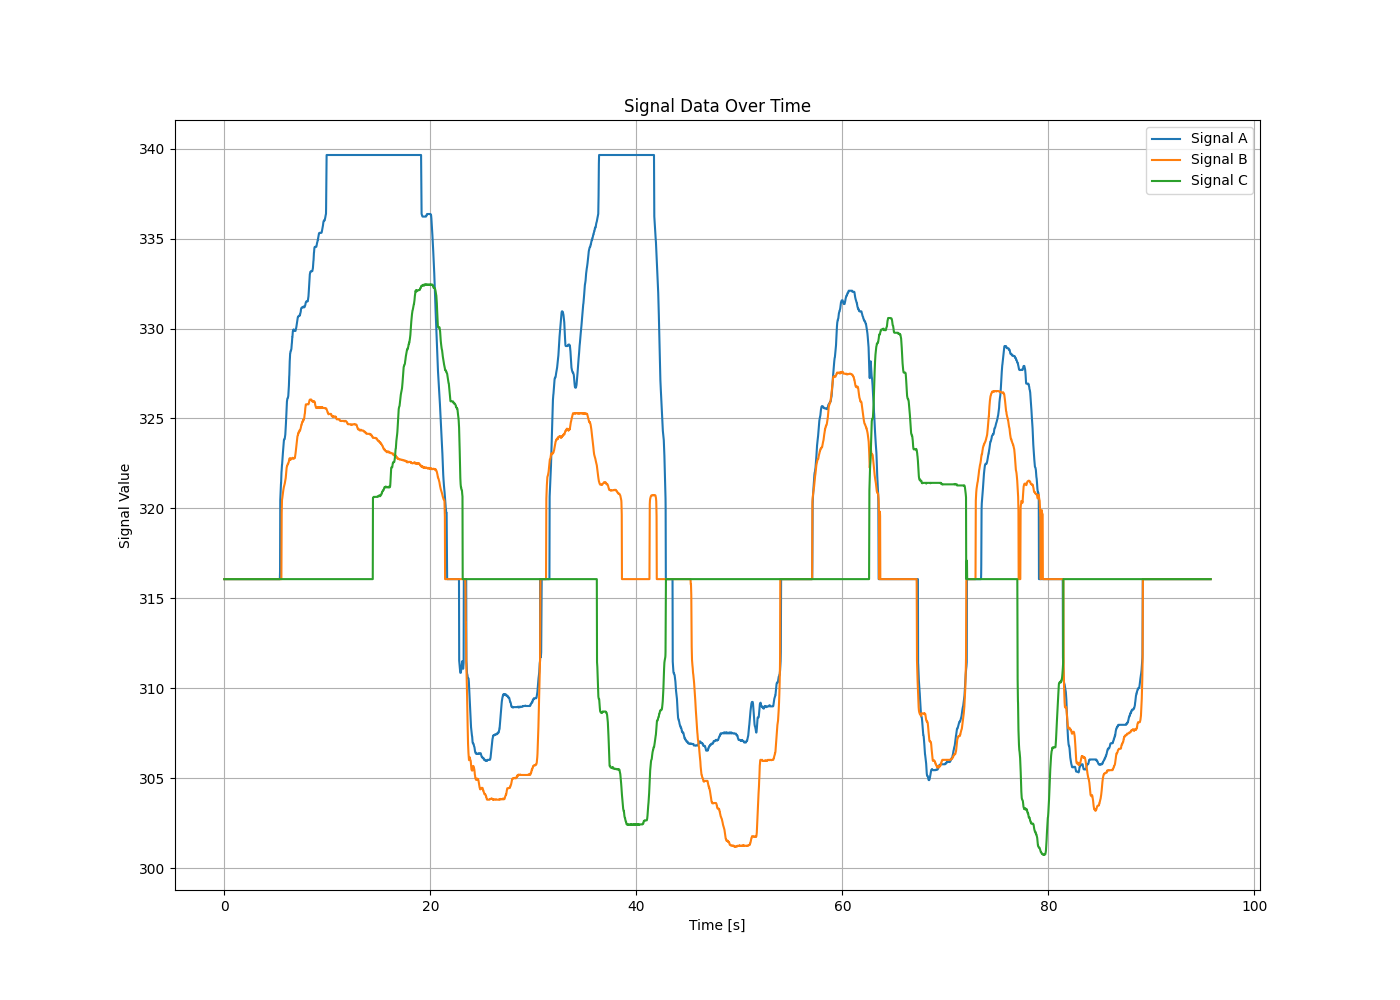 Signal Data Over Time
Signal A
Signal B
Signal C
Signal Value
340
335
330
325
320
315
310
305
300
0 20 40 60 80 100
Time [s]